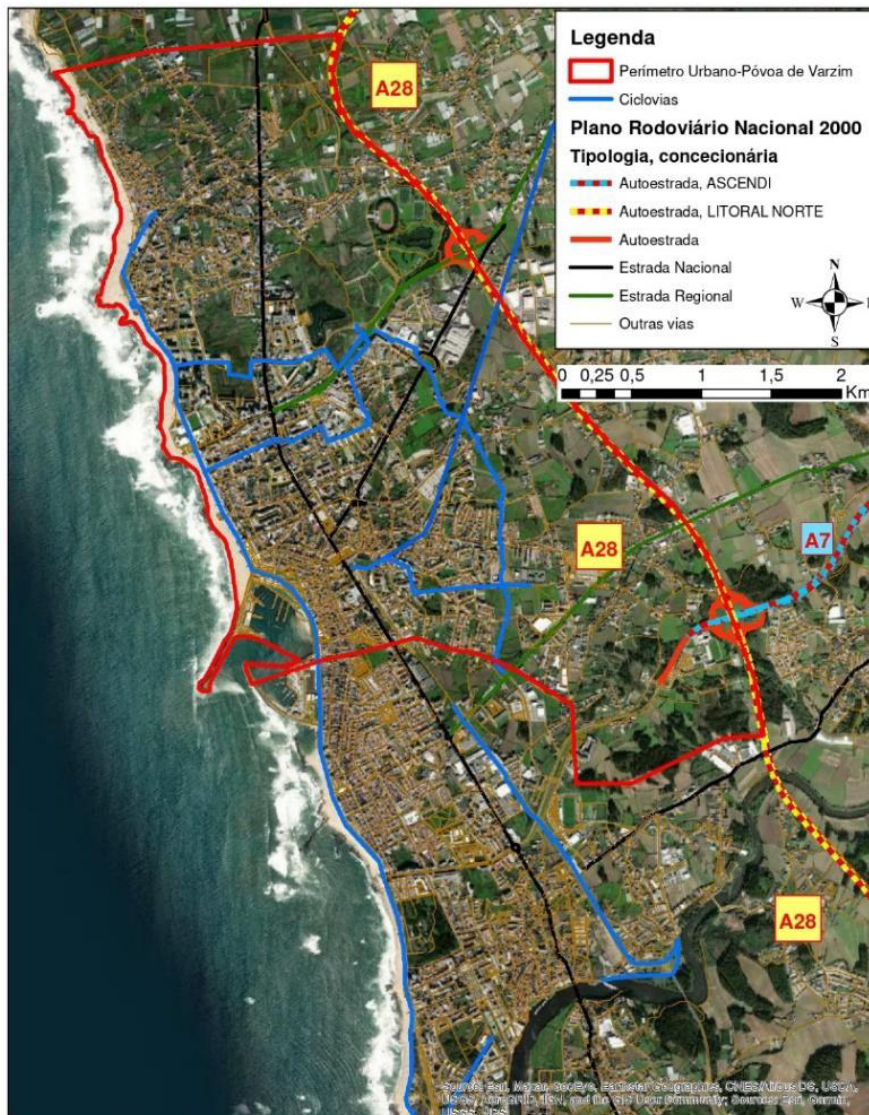 Legenda
Perímetro Urbano-Póvoa de Varzim
Ciclovias
Plano Rodoviário Nacional 2000
Tipologia, concecionária
Autoestrada, ASCENDI
Autoestrada, LITORAL NORTE
Autoestrada
Estrada Nacional
Estrada Regional
Outras vias
N
W
S
0 0,25 0,5 1 1,5 2
Km
A28
A28
A7
A28